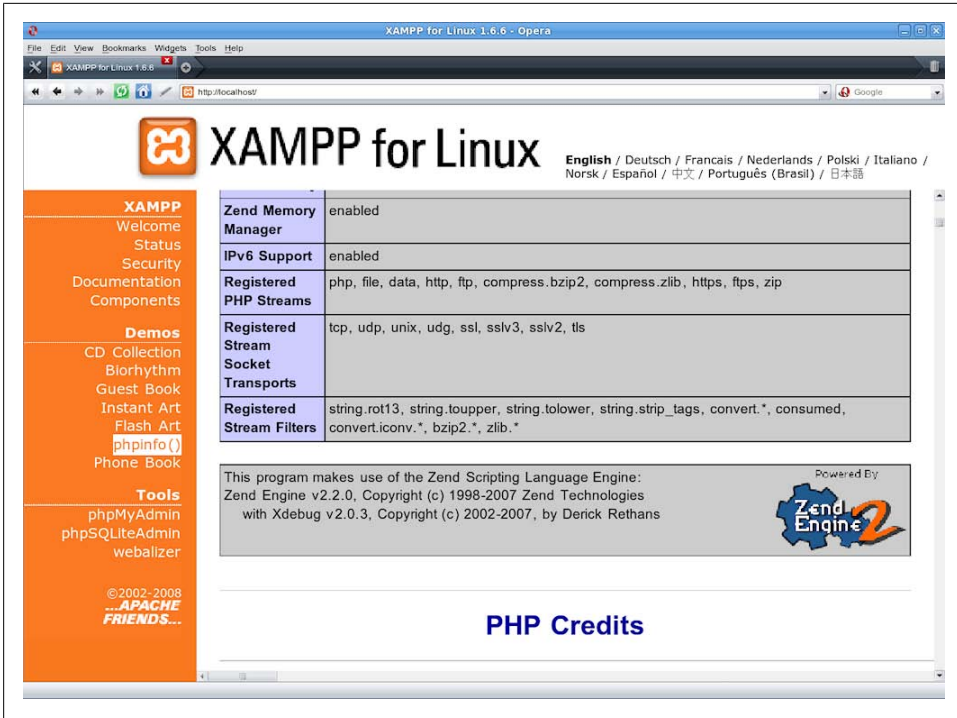 XAMPP for Linux 1.6.6 - Opera
File Edit View Bookmarks Widgets Tools Help
XAMPP for Linux 1.6.6
http://localhost/
Google
XAMPP for Linux
English / Deutsch / Francais / Nederlands / Polski / Italiano /
Norsk / Español / 中文 / Português (Brasil) / 日本語
XAMPP
Welcome
Status
Security
Documentation
Components
Demos
CD Collection
Biorhythm
Guest Book
Instant Art
Flash Art
phpinfo()
Phone Book
Tools
phpMyAdmin
phpSQLiteAdmin
webalizer
©2002-2008
...APACHE
FRIENDS...
Zend Memory
Manager
enabled
IPv6 Support
enabled
Registered
PHP Streams
php, file, data, http, ftp, compress.bzip2, compress.zlib, https, ftps, zip
Registered
Stream
Socket
Transports
tcp, udp, unix, udg, ssl, sslv3, sslv2, tls
Registered
Stream Filters
string.rot13, string.toupper, string.tolower, string.strip_tags, convert.*, consumed,
convert.iconv.*, bzip2.*, zlib.*
This program makes use of the Zend Scripting Language Engine:
Zend Engine v2.2.0, Copyright (c) 1998-2007 Zend Technologies
with Xdebug v2.0.3, Copyright (c) 2002-2007, by Derick Rethans
Powered By
Zend
Engine 2
PHP Credits